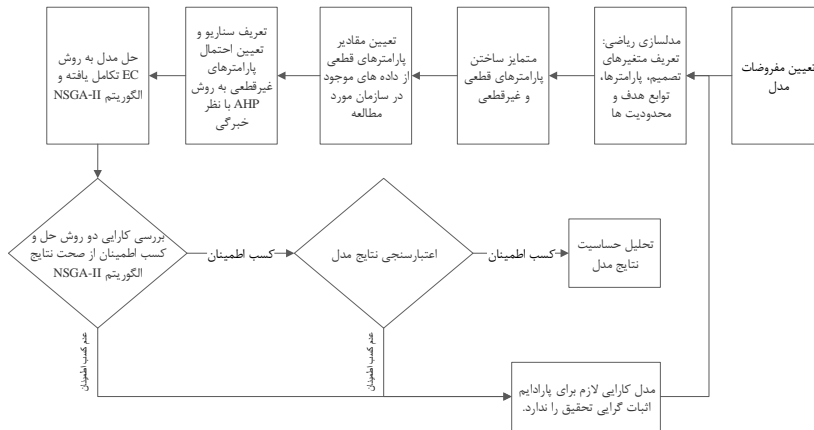 تعیین مفروضات
مدل
مدلسازی ریاضی:
تعریف متغیرهای
تصمیم، پارامترها،
توابع هدف و
محدودیت ها
متمایز ساختن
پارامترهای قطعی
و غیرقطعی
تعیین مقادیر
پارامترهای قطعی
از داده های موجود
در سازمان مورد
مطالعه
تعریف سناریو و
تعیین احتمال
پارامترهای
غیرقطعی به روش
AHP با نظر
خبرگی
حل مدل به روش
EC تکامل یافته و
الگوریتم NSGA-II
بررسی کارایی دو روش حل و
کسب اطمینان از صحت نتایج
الگوریتم NSGA-II
کسب اطمینان
اعتبارسنجی نتایج مدل
کسب اطمینان
تحلیل حساسیت
نتایج مدل
عدم کسب اطمینان
عدم کسب اطمینان
مدل کارایی لازم برای پارادایم
اثبات گرایی تحقیق را ندارد.